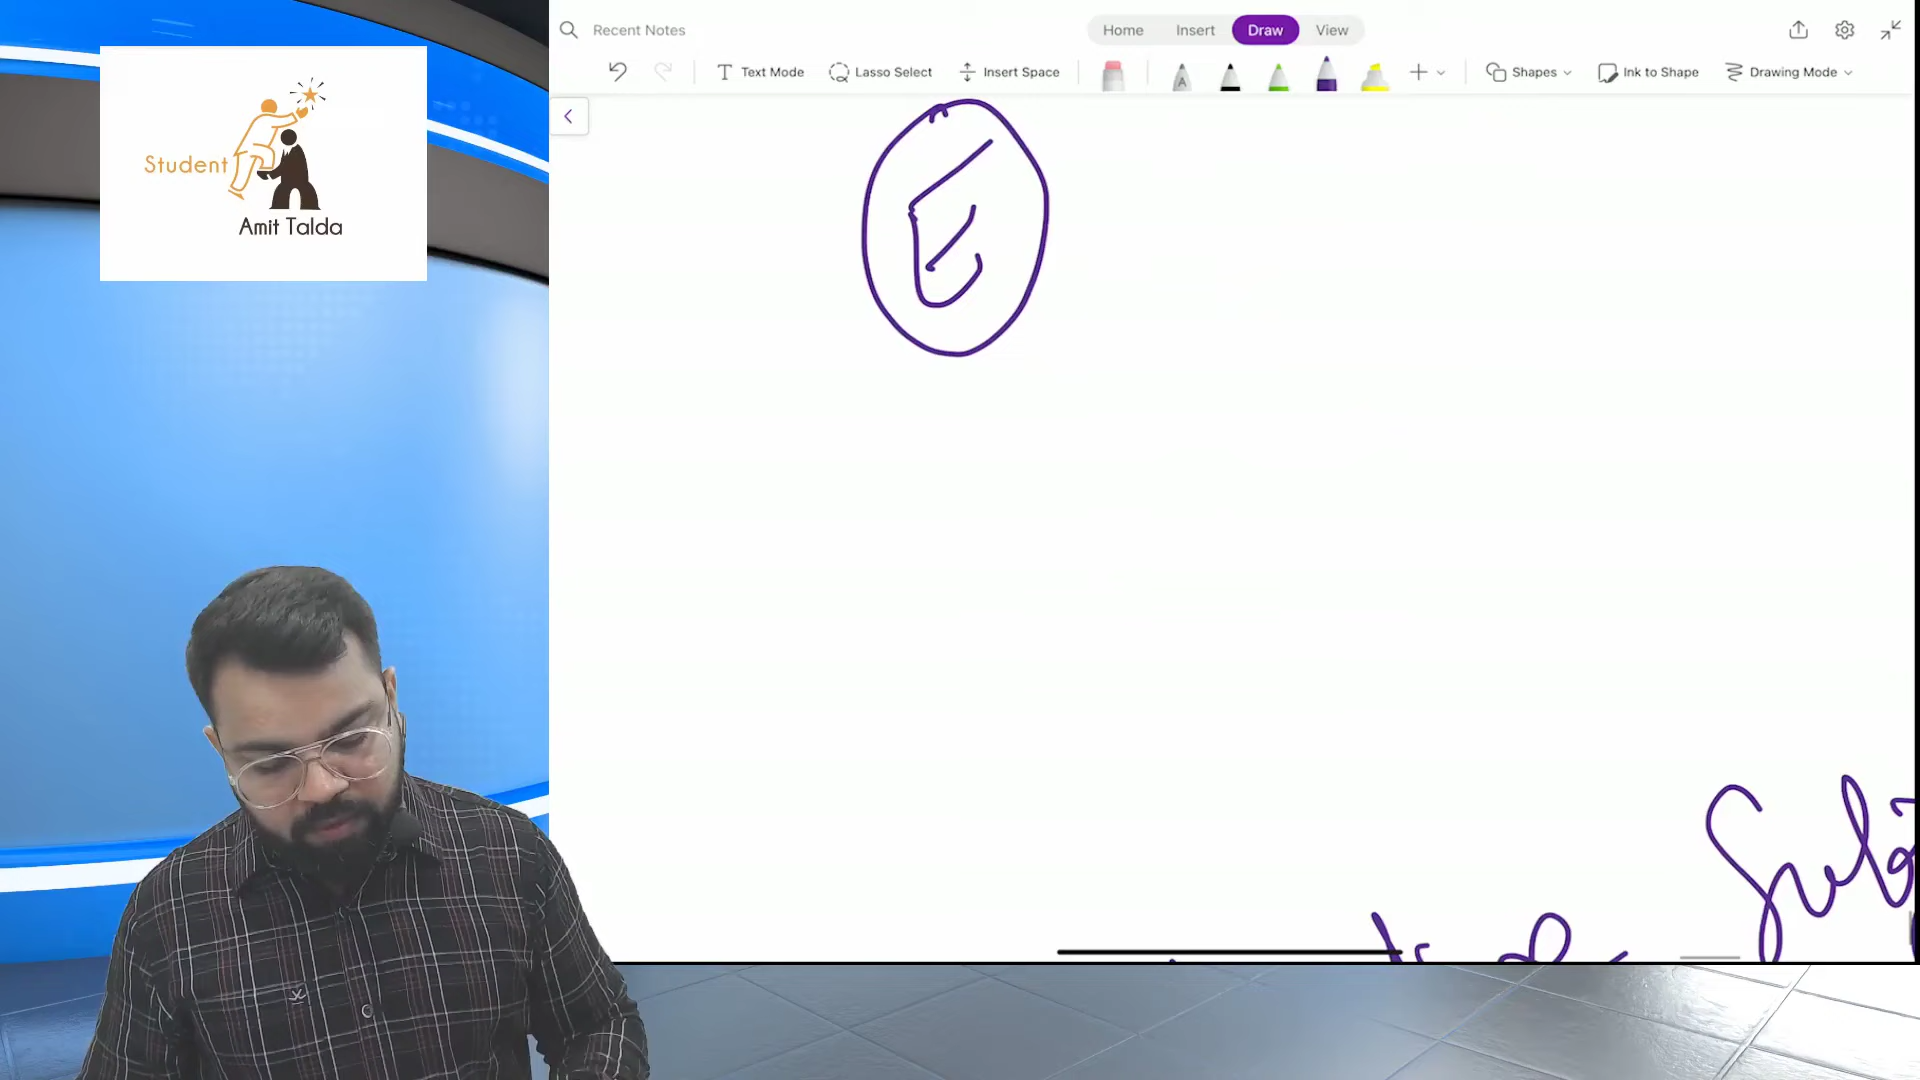 Recent Notes
Home Insert Draw View
Text Mode Lasso Select Insert Space A Shapes Ink to Shape Drawing Mode
Student
Amit Talda
E